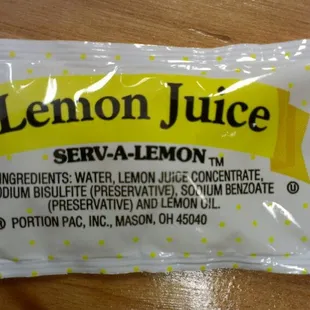 Lemon Juice
SERV-A-LEMON™
INGREDIENTS: WATER, LEMON JUICE CONCENTRATE,
SODIUM BISULFITE (PRESERVATIVE), SODIUM BENZOATE
(PRESERVATIVE) AND LEMON OIL. Ⓤ
® PORTION PAC, INC., MASON, OH 45040